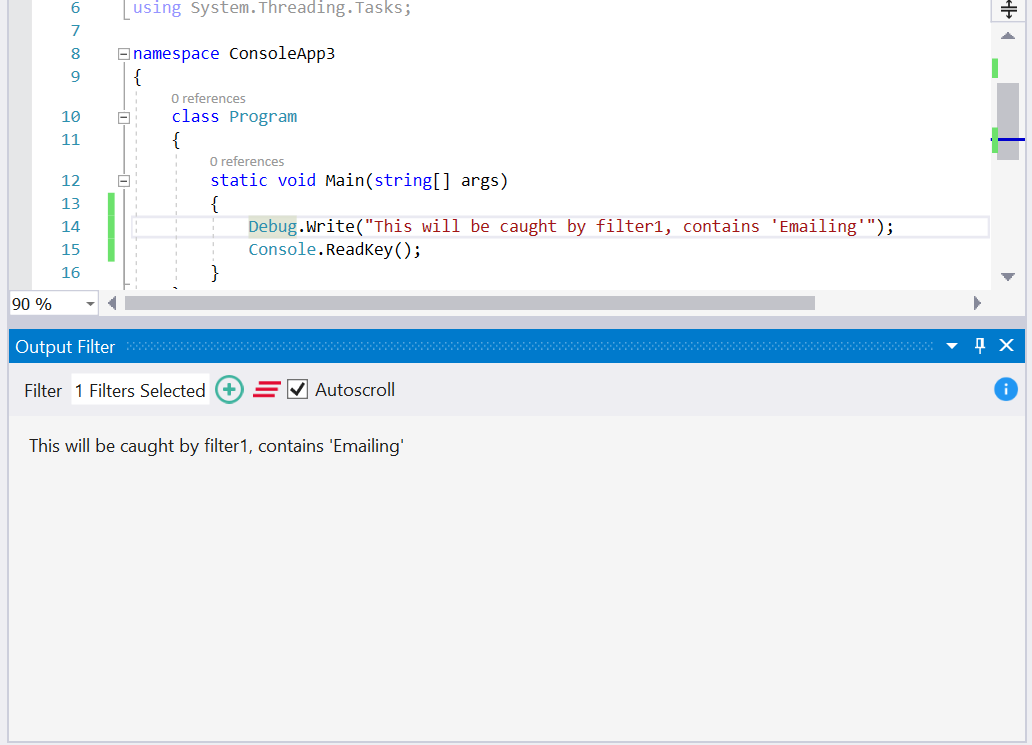 6 using System.Threading.Tasks;
7
8 namespace ConsoleApp3
9 {
0 references
10 class Program
11 {
0 references
12 static void Main(string[] args)
13 {
14 Debug.Write("This will be caught by filter1, contains 'Emailing'");
15 Console.ReadKey();
16 }
90 %
Output Filter
Filter 1 Filters Selected Autoscroll
This will be caught by filter1, contains 'Emailing'